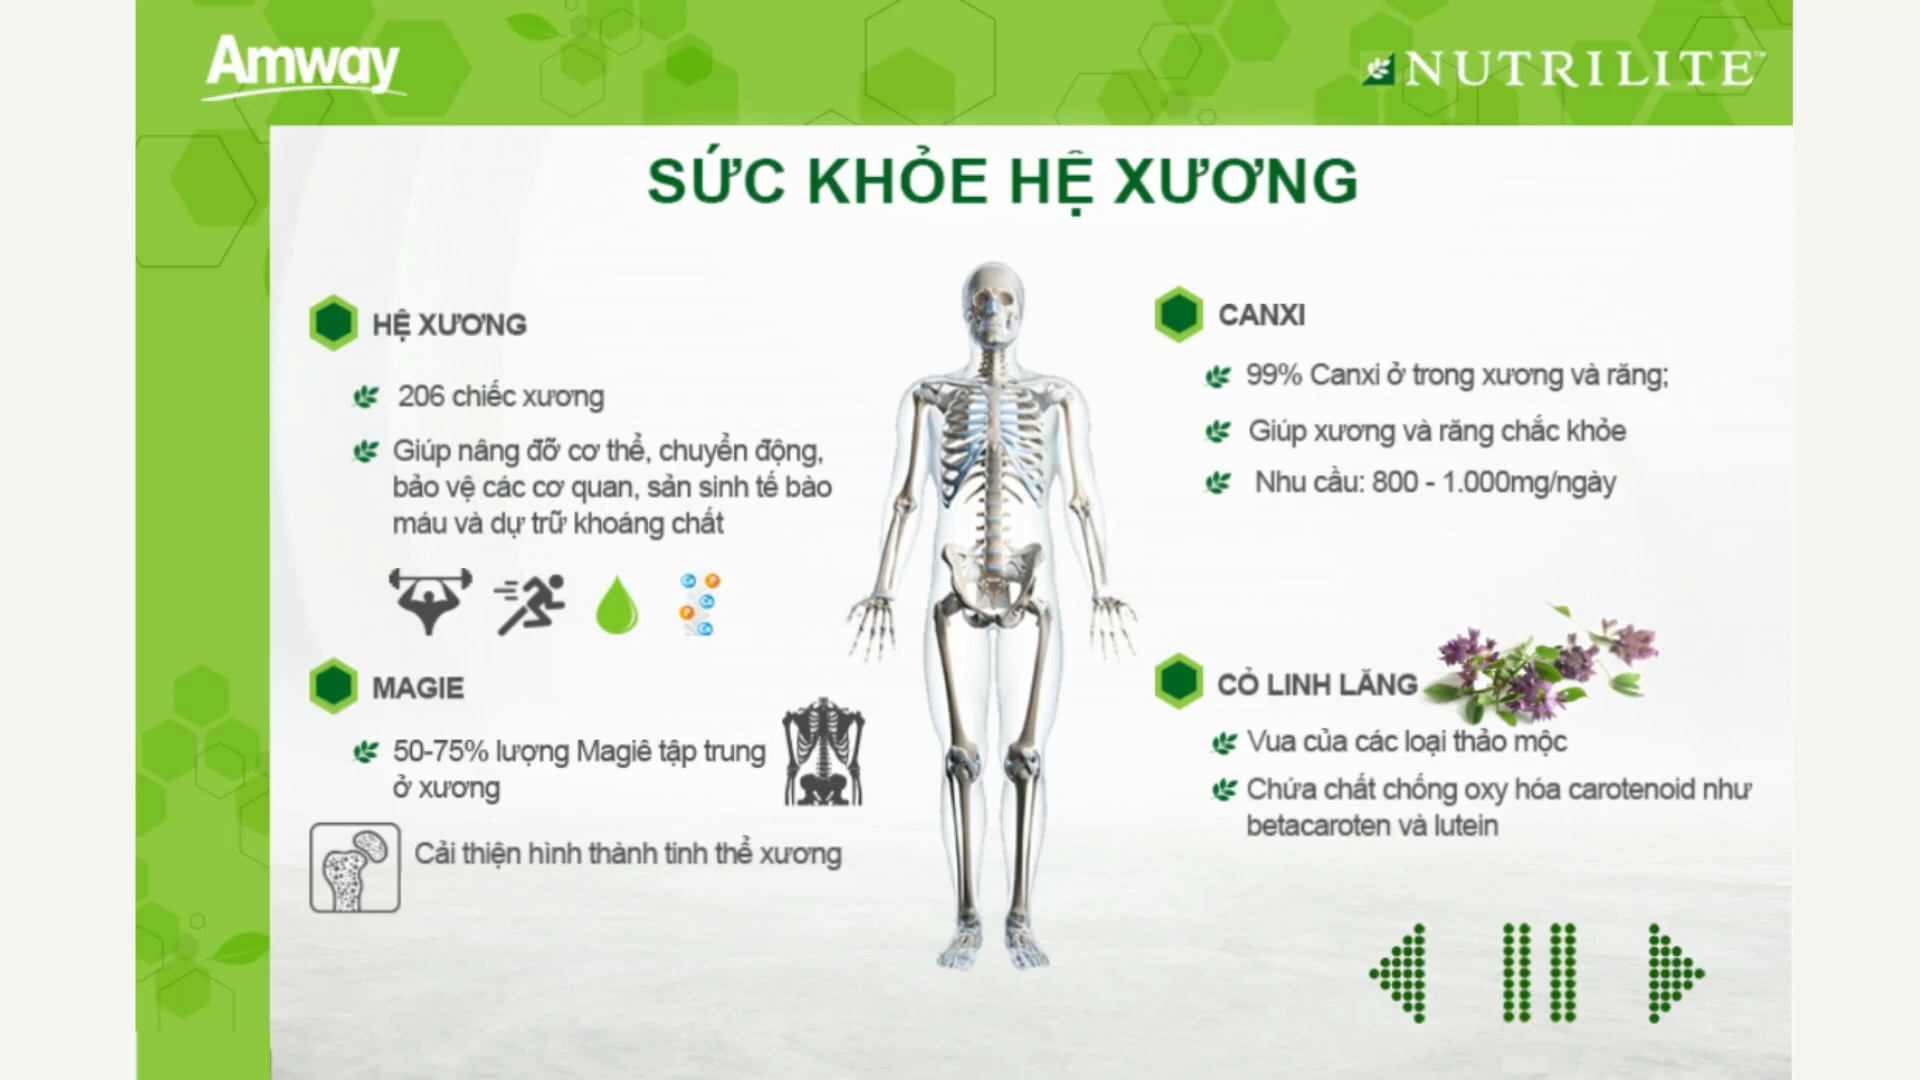 Amway
NUTRILITE™
SỨC KHỎE HỆ XƯƠNG
HỆ XƯƠNG
206 chiếc xương
Giúp nâng đỡ cơ thể, chuyển động,
bảo vệ các cơ quan, sản sinh tế bào
máu và dự trữ khoáng chất
Ca P
Ca
P
Ca
MAGIE
50-75% lượng Magiê tập trung
ở xương
Cải thiện hình thành tinh thể xương
CANXI
99% Canxi ở trong xương và răng;
Giúp xương và răng chắc khỏe
Nhu cầu: 800 - 1.000mg/ngày
CỎ LINH LĂNG
Vua của các loại thảo mộc
Chứa chất chống oxy hóa carotenoid như
betacaroten và lutein